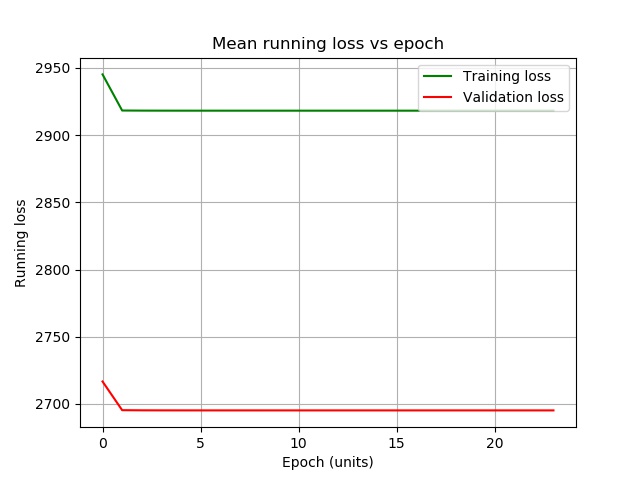 Mean running loss vs epoch
Training loss
Validation loss
2950
2900
2850
2800
2750
2700
Running loss
0 5 10 15 20
Epoch (units)